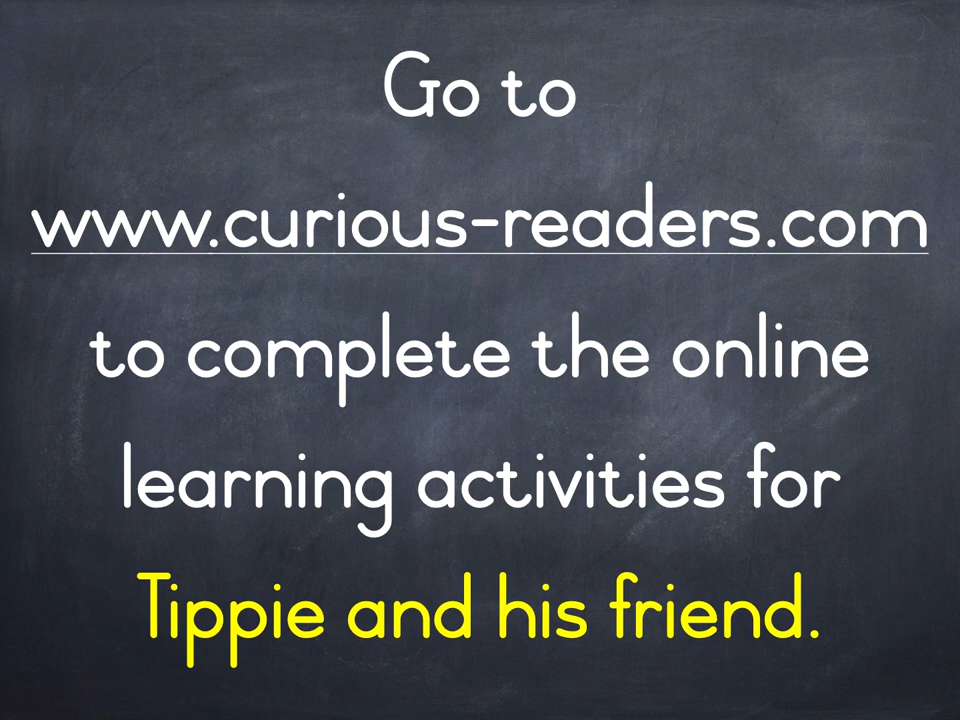 Go to
www.curious-readers.com
to complete the online
learning activities for
Tippie and his friend.